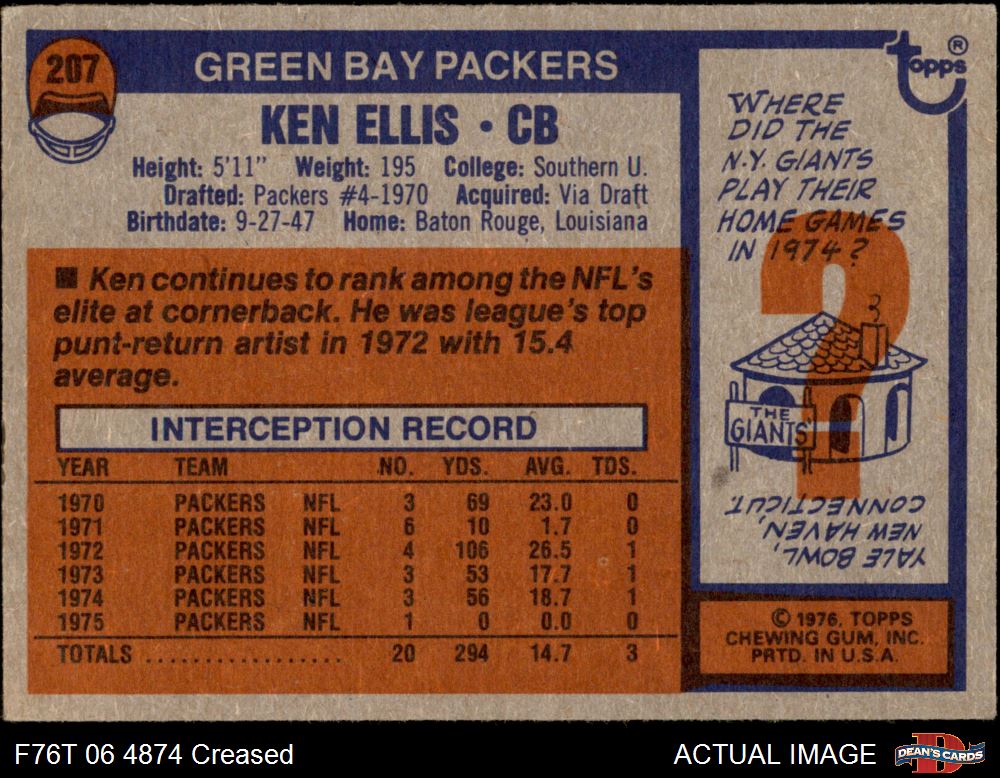 207
GREEN BAY PACKERS
topps ®
KEN ELLIS • CB
Height: 5'11" Weight: 195 College: Southern U.
Drafted: Packers #4-1970 Acquired: Via Draft
Birthdate: 9-27-47 Home: Baton Rouge, Louisiana
■ Ken continues to rank among the NFL's
elite at cornerback. He was league's top
punt-return artist in 1972 with 15.4
average.
INTERCEPTION RECORD
YEAR TEAM NO. YDS. AVG. TDS.
1970 PACKERS NFL 3 69 23.0 0
1971 PACKERS NFL 6 10 1.7 0
1972 PACKERS NFL 4 106 26.5 1
1973 PACKERS NFL 3 53 17.7 1
1974 PACKERS NFL 3 56 18.7 1
1975 PACKERS NFL 1 0 0.0 0
TOTALS .................. 20 294 14.7 3
WHERE
DID THE
N.Y. GIANTS
PLAY THEIR
HOME GAMES
IN 1974?
?
THE
GIANTS
YALE BOWL,
NEW HAVEN,
CONNECTICUT.
© 1976, TOPPS
CHEWING GUM, INC.
PRTD. IN U.S.A.
F76T 06 4874 Creased
ACTUAL IMAGE
DEAN'S CARDS